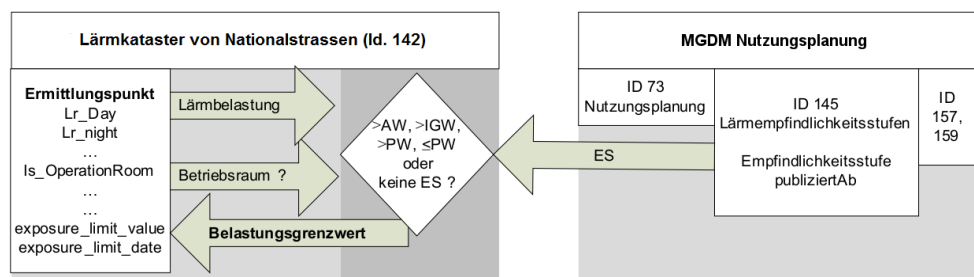 Lärmkataster von Nationalstrassen (Id. 142)
Ermittlungspunkt
Lr_Day
Lr_night
...
Is_OperationRoom
...
...
exposure_limit_value
exposure_limit_date
Lärmbelastung
Betriebsraum ?
Belastungsgrenzwert
>AW, >IGW,
>PW, ≤PW
oder
keine ES ?
ES
MGDM Nutzungsplanung
ID 73
Nutzungsplanung
ID 145
Lärmempfindlichkeitsstufen
Empfindlichkeitsstufe
publiziertAb
ID
157,
159